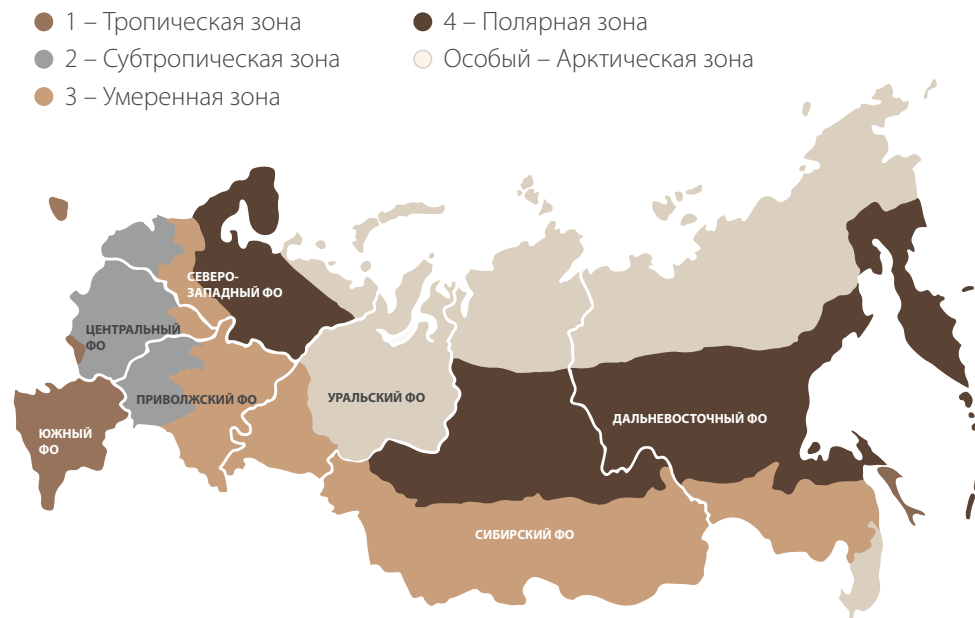 1 – Тропическая зона
2 – Субтропическая зона
3 – Умеренная зона
4 – Полярная зона
Особый – Арктическая зона
СЕВЕРО-
ЗАПАДНЫЙ ФО
ЦЕНТРАЛЬНЫЙ
ФО
ПРИВОЛЖСКИЙ ФО
УРАЛЬСКИЙ ФО
ДАЛЬНЕВОСТОЧНЫЙ ФО
ЮЖНЫЙ
ФО
СИБИРСКИЙ ФО